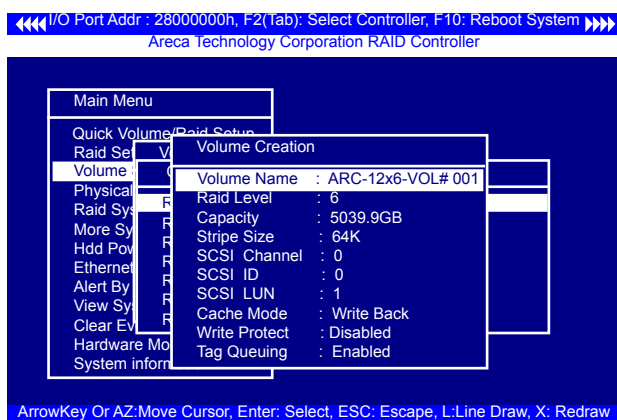 I/O Port Addr : 28000000h, F2(Tab): Select Controller, F10: Reboot System
Areca Technology Corporation RAID Controller
Main Menu
Quick Volume/Raid Setup
Raid Set
Volume
Physical
Raid Sys
More Sy
Hdd Pow
Ethernet
Alert By
View Sy
Clear Ev
Hardware Mo
System inform
Volume Creation
Volume Name : ARC-12x6-VOL# 001
Raid Level : 6
Capacity : 5039.9GB
Stripe Size : 64K
SCSI Channel : 0
SCSI ID : 0
SCSI LUN : 1
Cache Mode : Write Back
Write Protect : Disabled
Tag Queuing : Enabled
ArrowKey Or AZ:Move Cursor, Enter: Select, ESC: Escape, L:Line Draw, X: Redraw